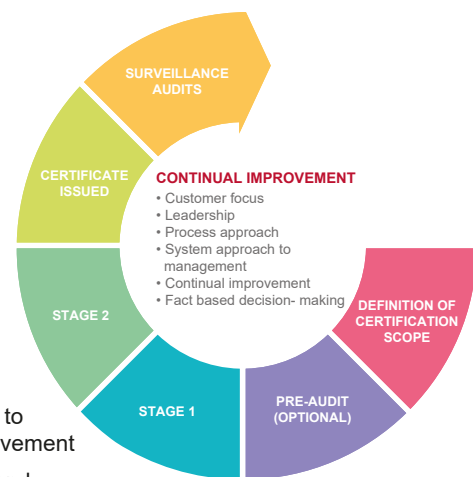 SURVEILLANCE
AUDITS
CERTIFICATE
ISSUED
CONTINUAL IMPROVEMENT
• Customer focus
• Leadership
• Process approach
• System approach to
management
• Continual improvement
• Fact based decision- making
DEFINITION OF
CERTIFICATION
SCOPE
STAGE 2
PRE-AUDIT
(OPTIONAL)
STAGE 1
to